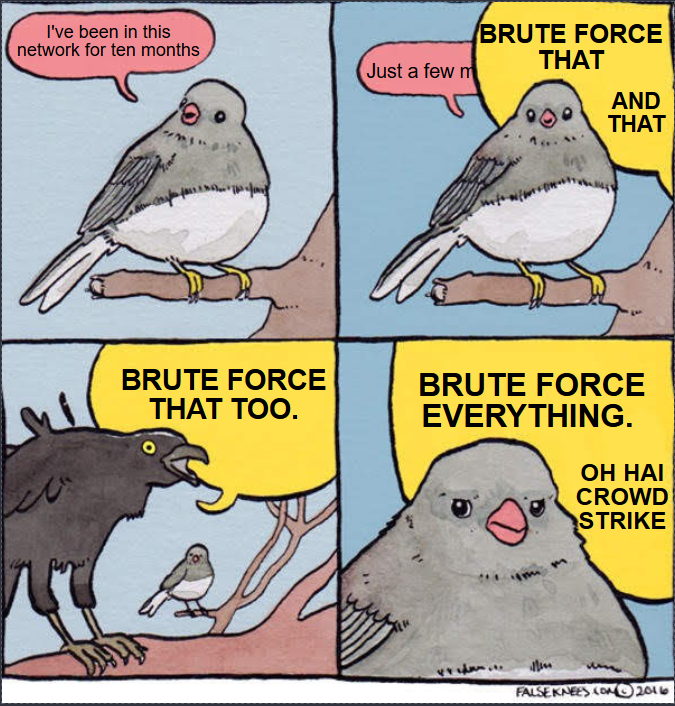 I've been in this
network for ten months
Just a few m
BRUTE FORCE
THAT
AND
THAT
BRUTE FORCE
THAT TOO.
BRUTE FORCE
EVERYTHING.
OH HAI
CROWD
STRIKE
FALSEKNEES.COM © 2016